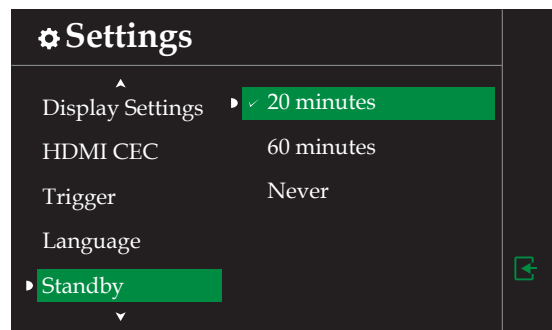 Settings
Display Settings
20 minutes
HDMI CEC
60 minutes
Trigger
Never
Language
Standby